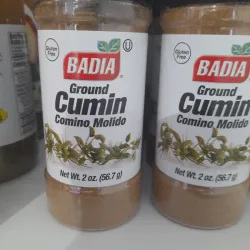 Gluten Free
U
BADIA
Ground
Cumin
Comino Molido
Net Wt. 2 oz. (56.7 g)
Gluten Free
BADIA
Ground
Cumin
Comino Molido
Net Wt. 2 oz. (56.7 g)